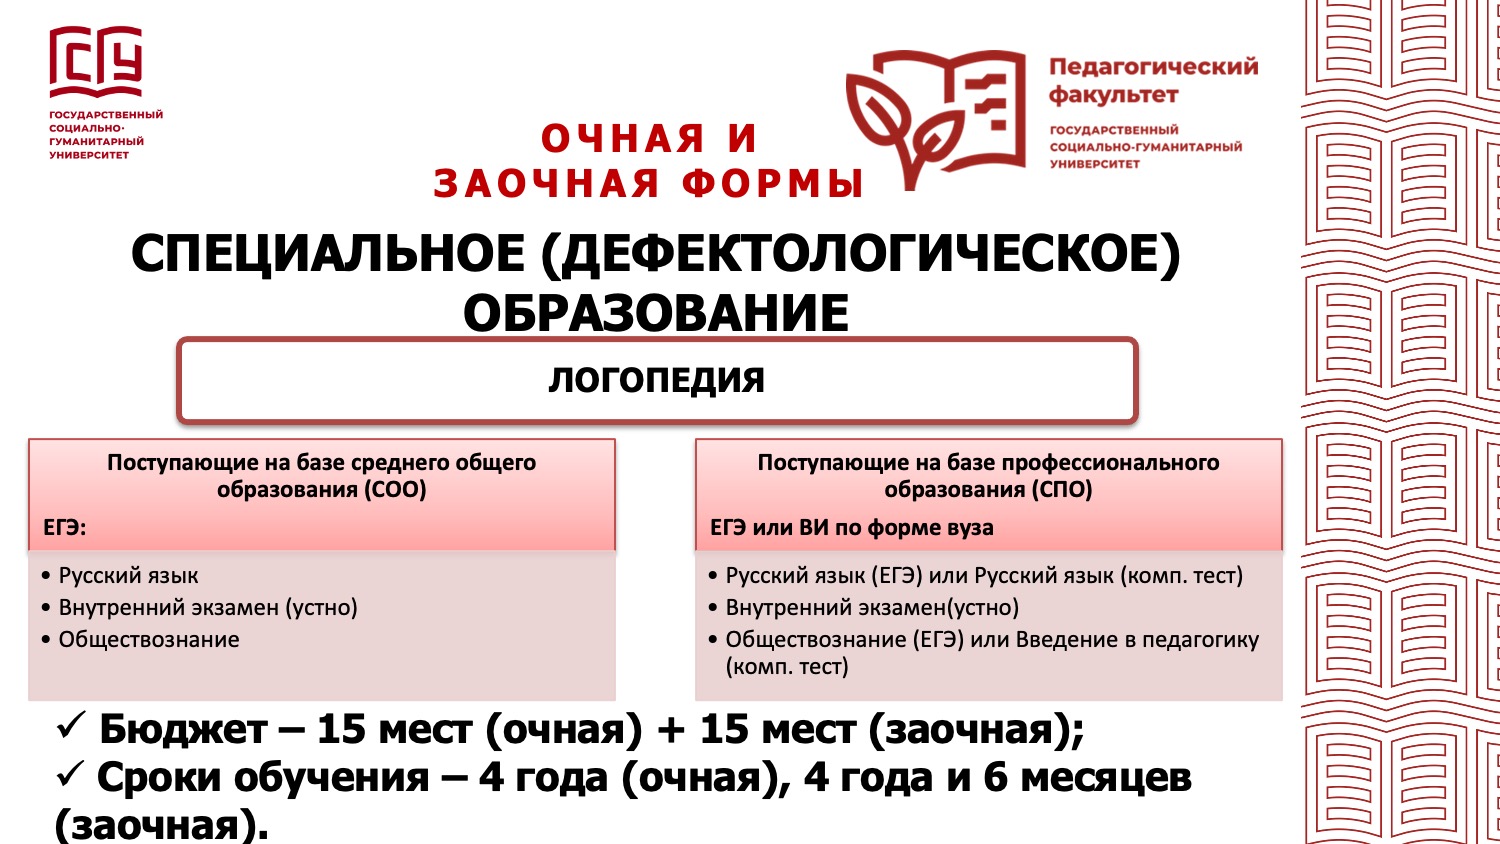 ГСГУ
ГОСУДАРСТВЕННЫЙ
СОЦИАЛЬНО-
ГУМАНИТАРНЫЙ
УНИВЕРСИТЕТ
Педагогический
факультет
ГОСУДАРСТВЕННЫЙ
СОЦИАЛЬНО-ГУМАНИТАРНЫЙ
УНИВЕРСИТЕТ
ОЧНАЯ И
ЗАОЧНАЯ ФОРМЫ
СПЕЦИАЛЬНОЕ (ДЕФЕКТОЛОГИЧЕСКОЕ)
ОБРАЗОВАНИЕ
ЛОГОПЕДИЯ
Поступающие на базе среднего общего
образования (СОО)
ЕГЭ:
• Русский язык
• Внутренний экзамен (устно)
• Обществознание
Поступающие на базе профессионального
образования (СПО)
ЕГЭ или ВИ по форме вуза
• Русский язык (ЕГЭ) или Русский язык (комп. тест)
• Внутренний экзамен(устно)
• Обществознание (ЕГЭ) или Введение в педагогику
(комп. тест)
✓ Бюджет – 15 мест (очная) + 15 мест (заочная);
✓ Сроки обучения – 4 года (очная), 4 года и 6 месяцев
(заочная).